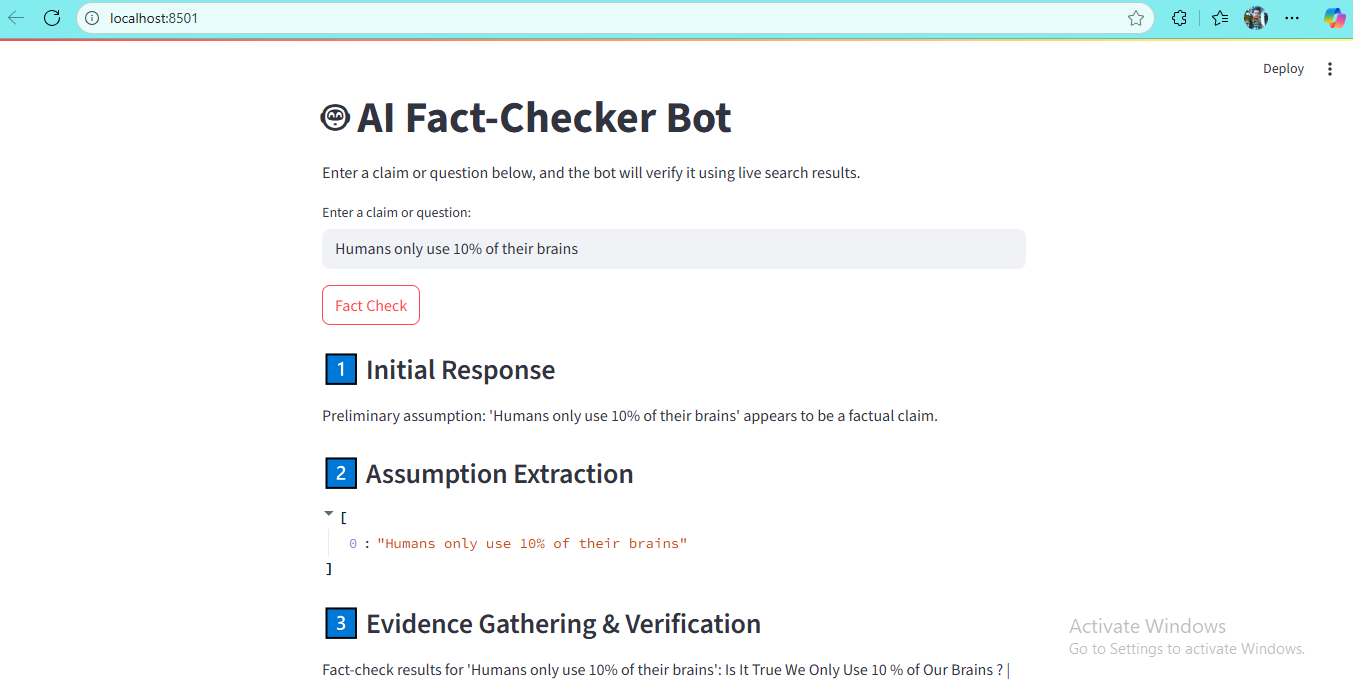 localhost:8501
Deploy
AI Fact-Checker Bot
Enter a claim or question below, and the bot will verify it using live search results.
Enter a claim or question:
Humans only use 10% of their brains
Fact Check
1 Initial Response
Preliminary assumption: 'Humans only use 10% of their brains' appears to be a factual claim.
2 Assumption Extraction
[
0 : "Humans only use 10% of their brains"
]
3 Evidence Gathering & Verification
Activate Windows
Go to Settings to activate Windows.
Fact-check results for 'Humans only use 10% of their brains': Is It True We Only Use 10 % of Our Brains ? |